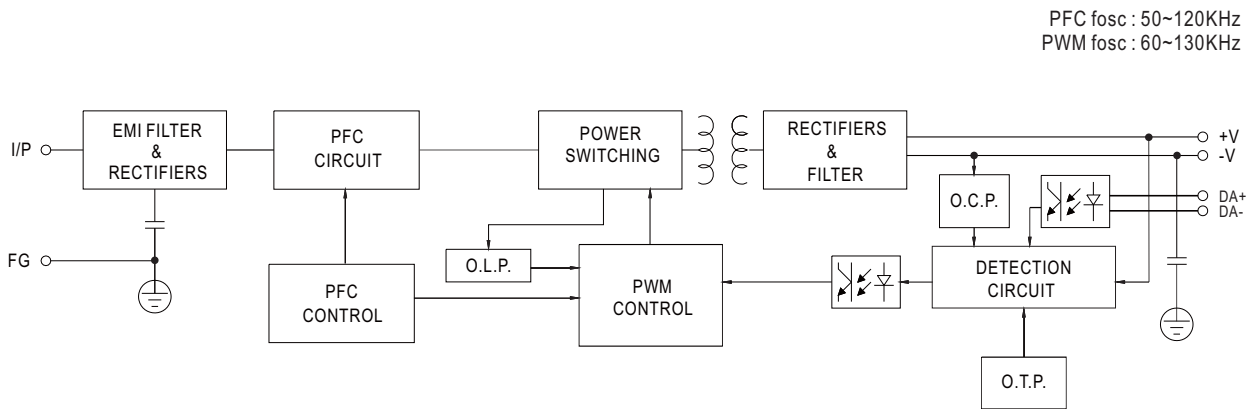 PFC fosc : 50~120KHz
PWM fosc : 60~130KHz
EMI FILTER
&
RECTIFIERS
PFC
CIRCUIT
POWER
SWITCHING
RECTIFIERS
&
FILTER
I/P
+V
-V
DA+
DA-
O.C.P.
FG
O.L.P.
PFC
CONTROL
PWM
CONTROL
DETECTION
CIRCUIT
O.T.P.